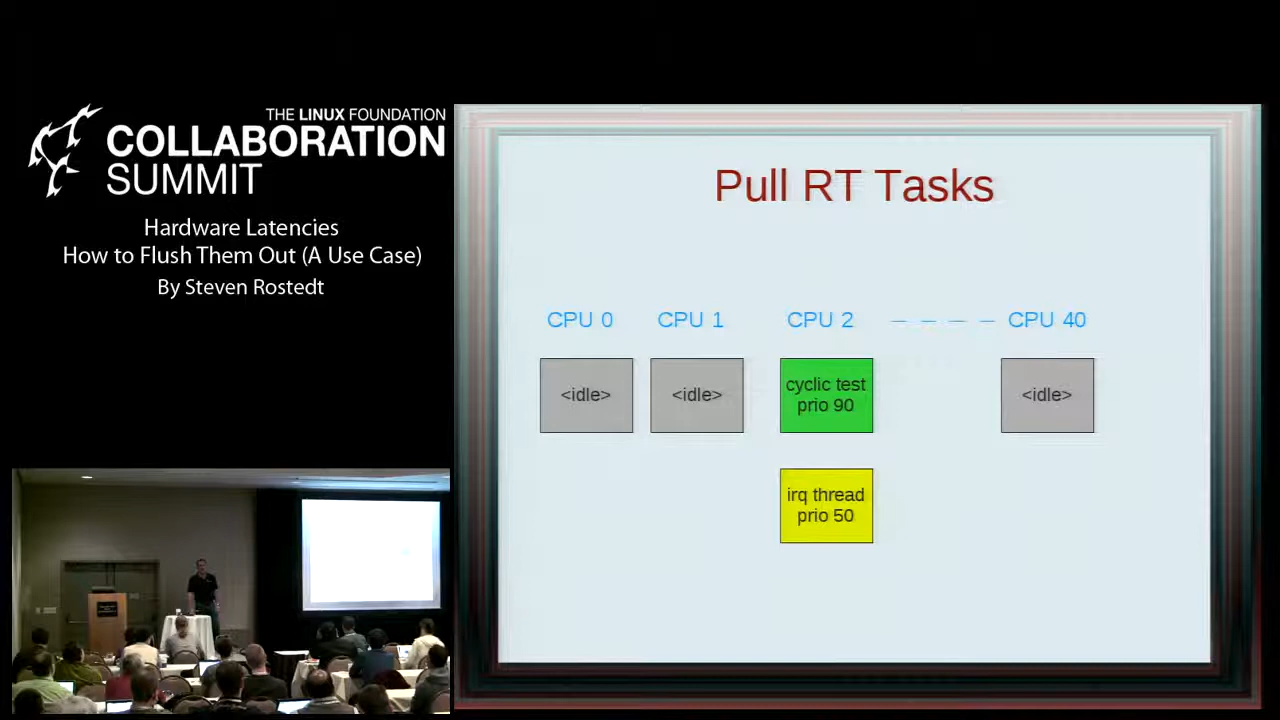 THE LINUX FOUNDATION
COLLABORATION
SUMMIT
Hardware Latencies
How to Flush Them Out (A Use Case)
By Steven Rostedt
Pull RT Tasks
CPU 0 CPU 1 CPU 2 CPU 40
<idle> <idle> cyclic test prio 90 <idle>
irq thread
prio 50